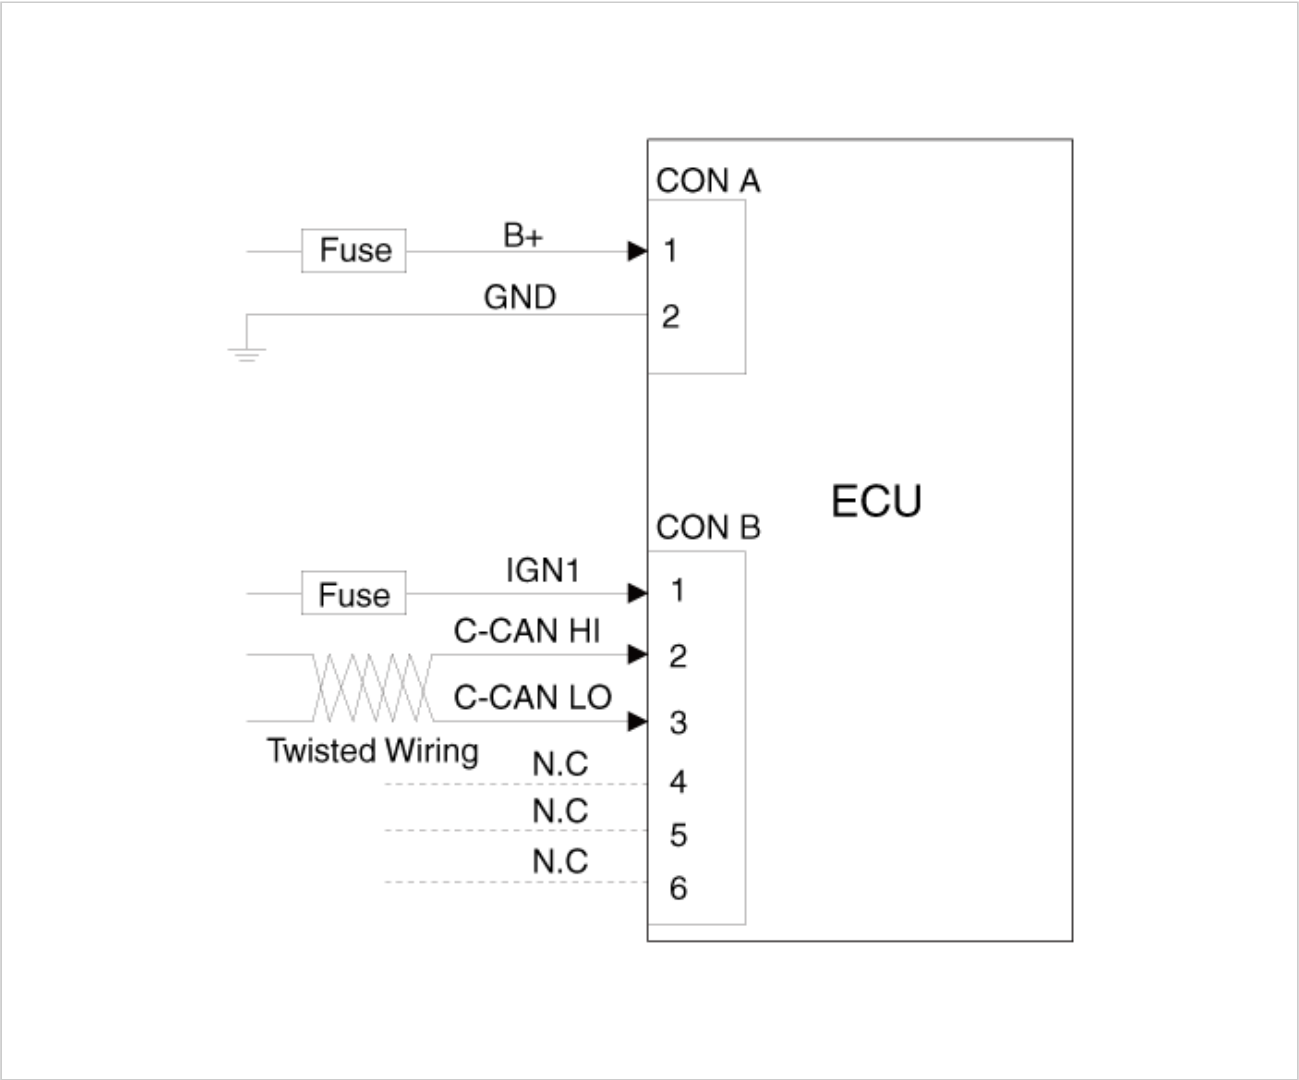 CON A
Fuse
B+
1
GND
2
ECU
CON B
Fuse
IGN1
1
C-CAN HI
2
C-CAN LO
3
Twisted Wiring
N.C
4
N.C
5
N.C
6